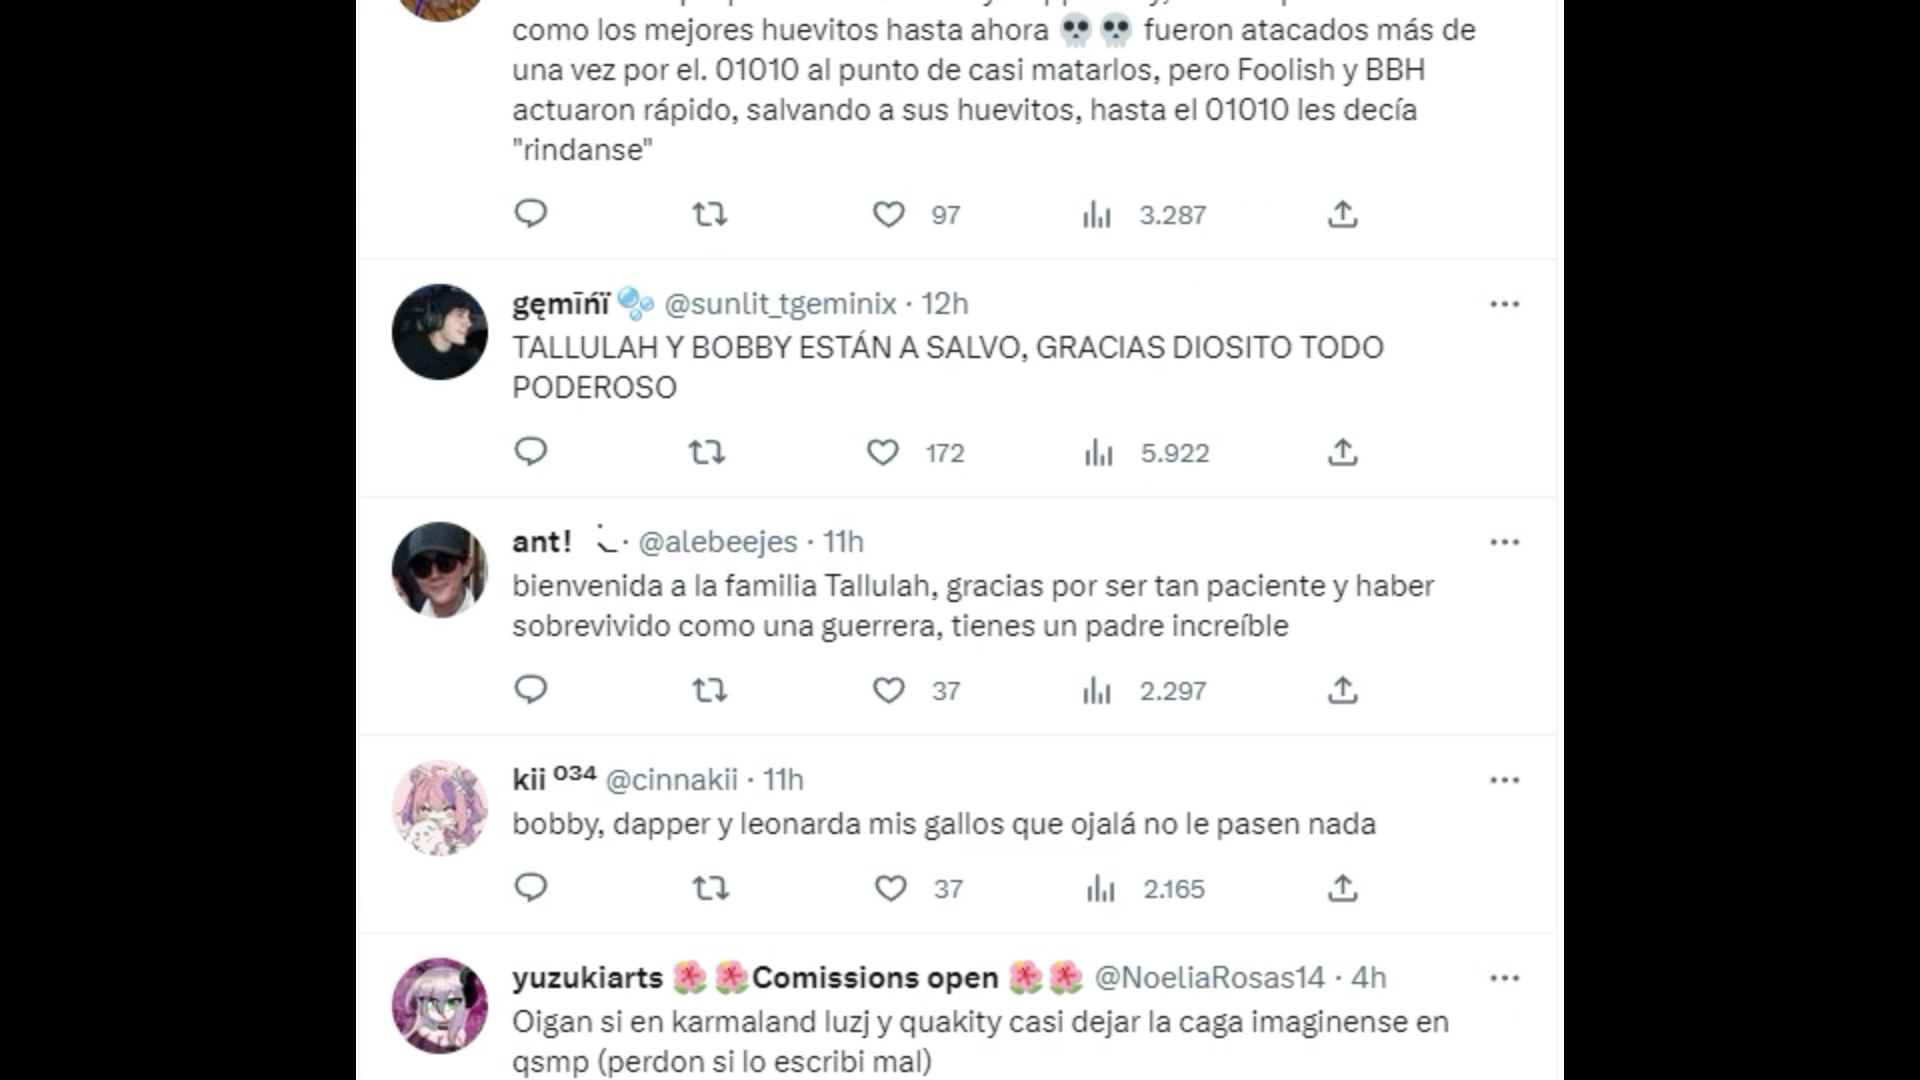 como los mejores huevitos hasta ahora 💀💀 fueron atacados más de
una vez por el. 01010 al punto de casi matarlos, pero Foolish y BBH
actuaron rápido, salvando a sus huevitos, hasta el 01010 les decía
"rindanse"
97 3.287
gęmīńï🫧 @sunlit_tgeminix · 12h
TALLULAH Y BOBBY ESTÁN A SALVO, GRACIAS DIOSITO TODO
PODEROSO
172 5.922
ant! @alebeejes · 11h
bienvenida a la familia Tallulah, gracias por ser tan paciente y haber
sobrevivido como una guerrera, tienes un padre increíble
37 2.297
kii ⁰³⁴ @cinnakii · 11h
bobby, dapper y leonarda mis gallos que ojalá no le pasen nada
37 2.165
yuzukiarts 🌺🌺Comissions open 🌺🌺 @NoeliaRosas14 · 4h
Oigan si en karmaland luzj y quakity casi dejar la caga imaginense en
qsmp (perdon si lo escribi mal)